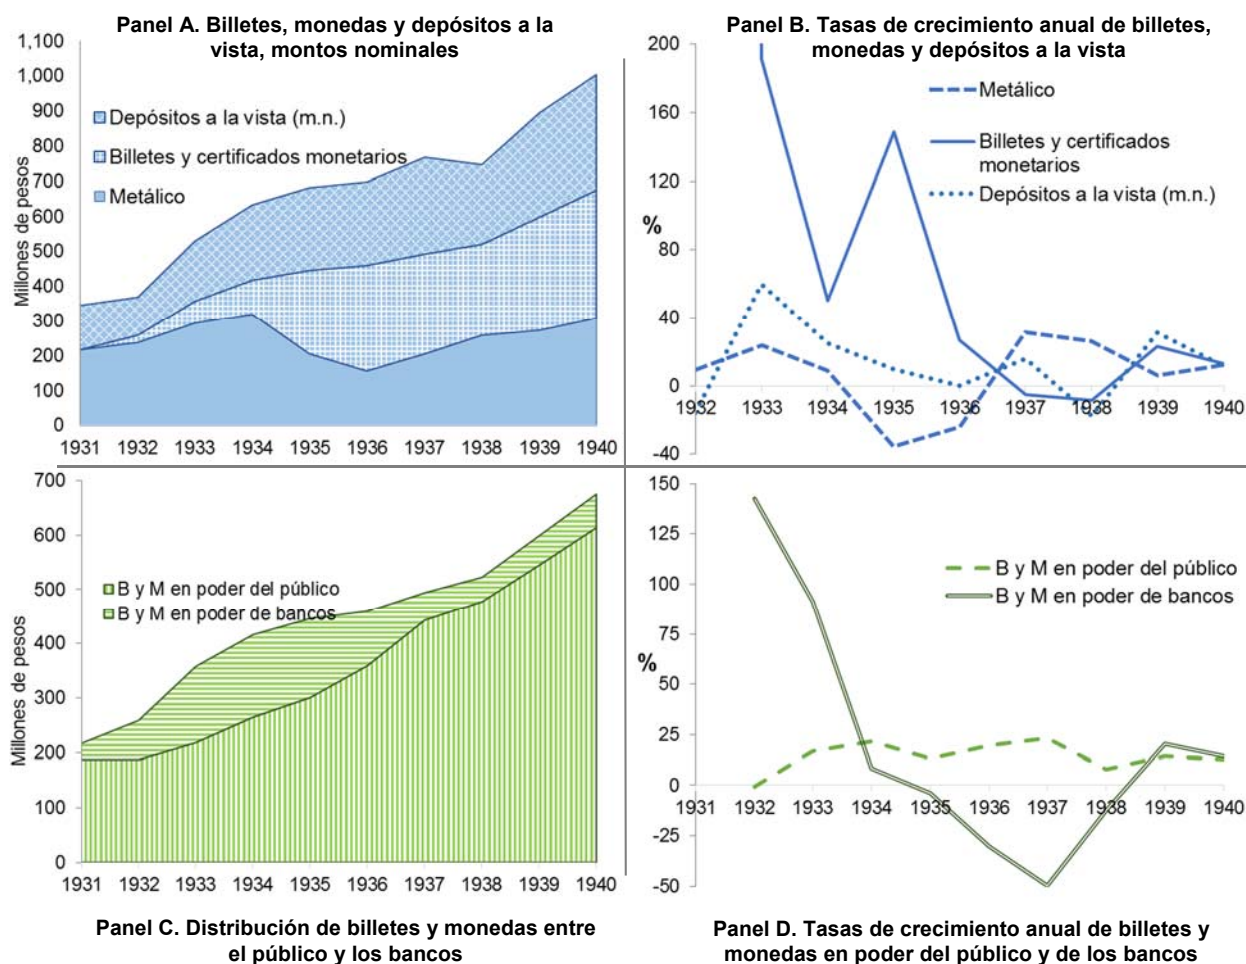 Panel A. Billetes, monedas y depósitos a la
vista, montos nominales
1,100
1,000
900
800
700
600
500
400
300
200
100
0
Millones de pesos
Depósitos a la vista (m.n.)
Billetes y certificados monetarios
Metálico
1931 1932 1933 1934 1935 1936 1937 1938 1939 1940
Panel B. Tasas de crecimiento anual de billetes,
monedas y depósitos a la vista
200
160
120
80
40
0
-40
%
Metálico
Billetes y certificados
monetarios
Depósitos a la vista (m.n.)
1932 1933 1934 1935 1936 1937 1938 1939 1940
700
600
500
400
300
200
100
0
Millones de pesos
B y M en poder del público
B y M en poder de bancos
1931 1932 1933 1934 1935 1936 1937 1938 1939 1940
Panel C. Distribución de billetes y monedas entre
el público y los bancos
150
125
100
75
50
25
0
-25
-50
%
B y M en poder del público
B y M en poder de bancos
1931 1932 1933 1934 1935 1936 1937 1938 1939 1940
Panel D. Tasas de crecimiento anual de billetes y
monedas en poder del público y de los bancos